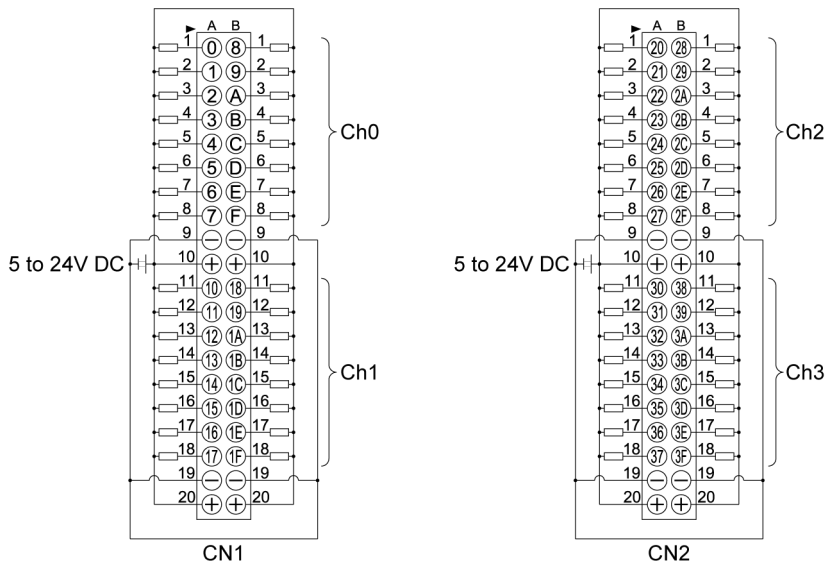 A B A B
1 0 8 1 1 20 28 1
2 1 9 2 2 21 29 2
3 2 A 3 3 22 2A 3
4 3 B 4 4 23 2B 4
Ch0 Ch2
5 4 C 5 5 24 2C 5
6 5 D 6 6 25 2D 6
7 6 E 7 7 26 2E 7
8 7 F 8 8 27 2F 8
9 − − 9 9 − − 9
5 to 24V DC 10 + + 10 5 to 24V DC 10 + + 10
11 10 18 11 11 30 38 11
12 11 19 12 12 31 39 12
13 12 1A 13 13 32 3A 13
14 13 1B 14 14 33 3B 14
Ch1 Ch3
15 14 1C 15 15 34 3C 15
16 15 1D 16 16 35 3D 16
17 16 1E 17 17 36 3E 17
18 17 1F 18 18 37 3F 18
19 − − 19 19 − − 19
20 + + 20 20 + + 20
CN1 CN2